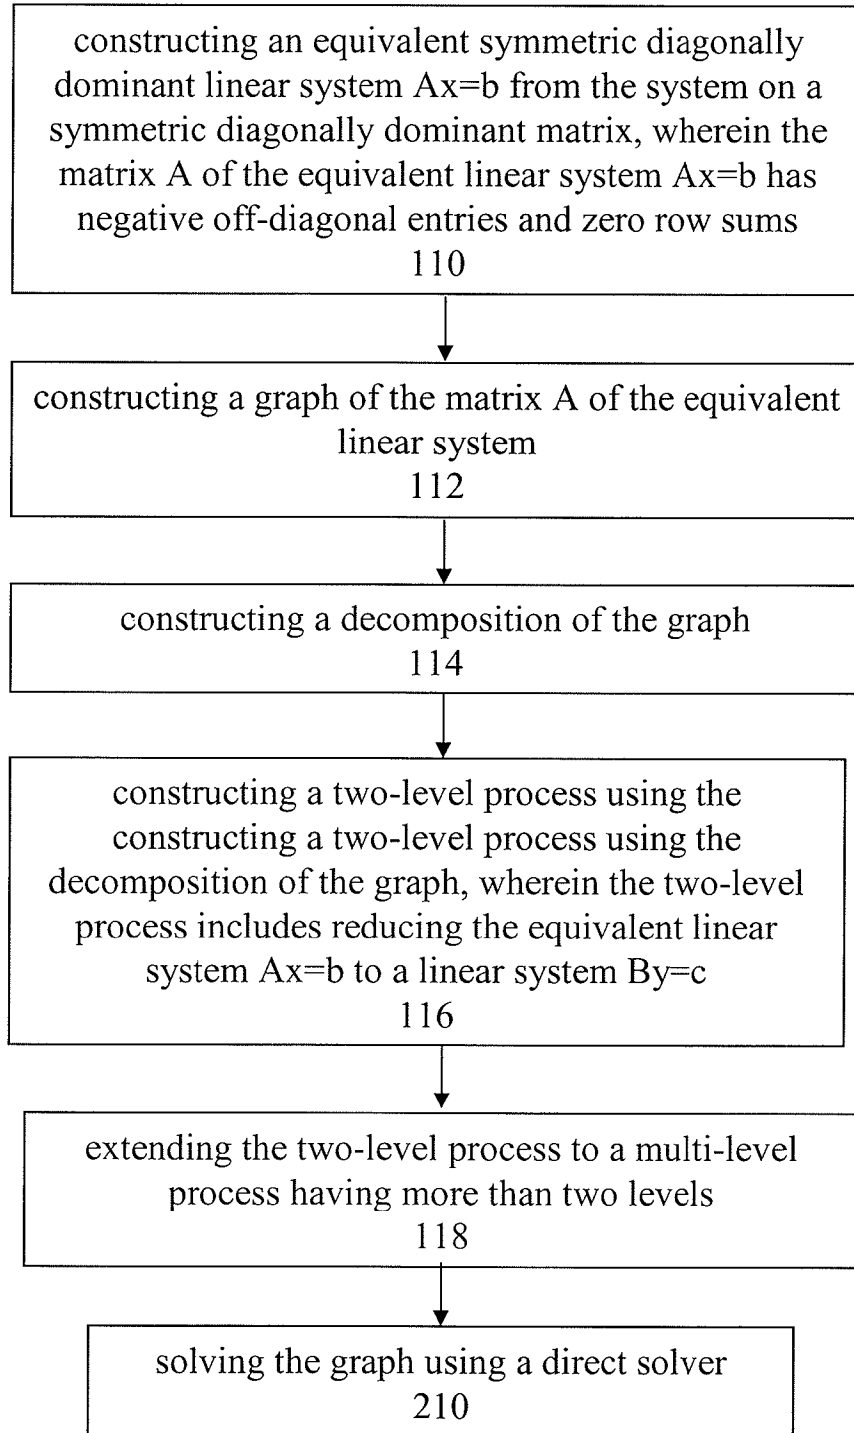 constructing an equivalent symmetric diagonally
dominant linear system Ax=b from the system on a
symmetric diagonally dominant matrix, wherein the
matrix A of the equivalent linear system Ax=b has
negative off-diagonal entries and zero row sums
110
constructing a graph of the matrix A of the equivalent
linear system
112
constructing a decomposition of the graph
114
constructing a two-level process using the
constructing a two-level process using the
decomposition of the graph, wherein the two-level
process includes reducing the equivalent linear
system Ax=b to a linear system By=c
116
extending the two-level process to a multi-level
process having more than two levels
118
solving the graph using a direct solver
210